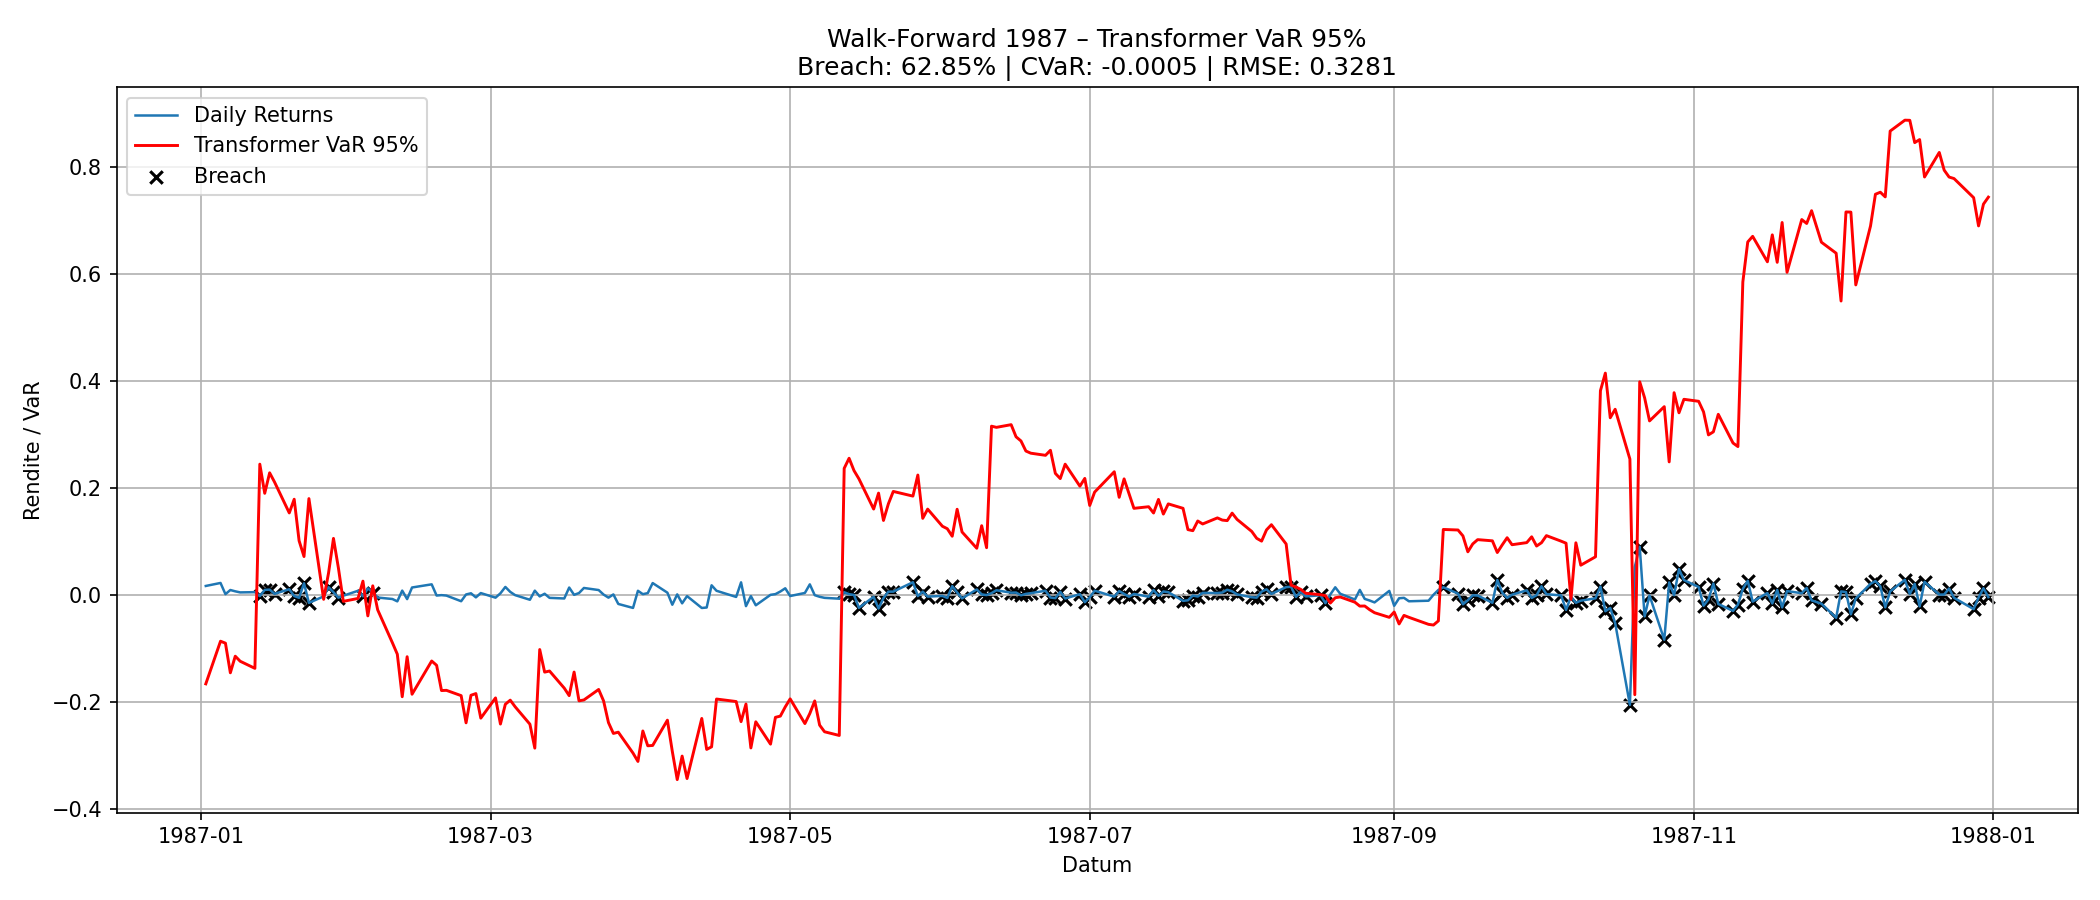 Walk-Forward 1987 – Transformer VaR 95%
Breach: 62.85% | CVaR: -0.0005 | RMSE: 0.3281
Daily Returns
Transformer VaR 95%
Breach
Rendite / VaR
0.8
0.6
0.4
0.2
0.0
−0.2
−0.4
1987-01
1987-03
1987-05
1987-07
1987-09
1987-11
1988-01
Datum